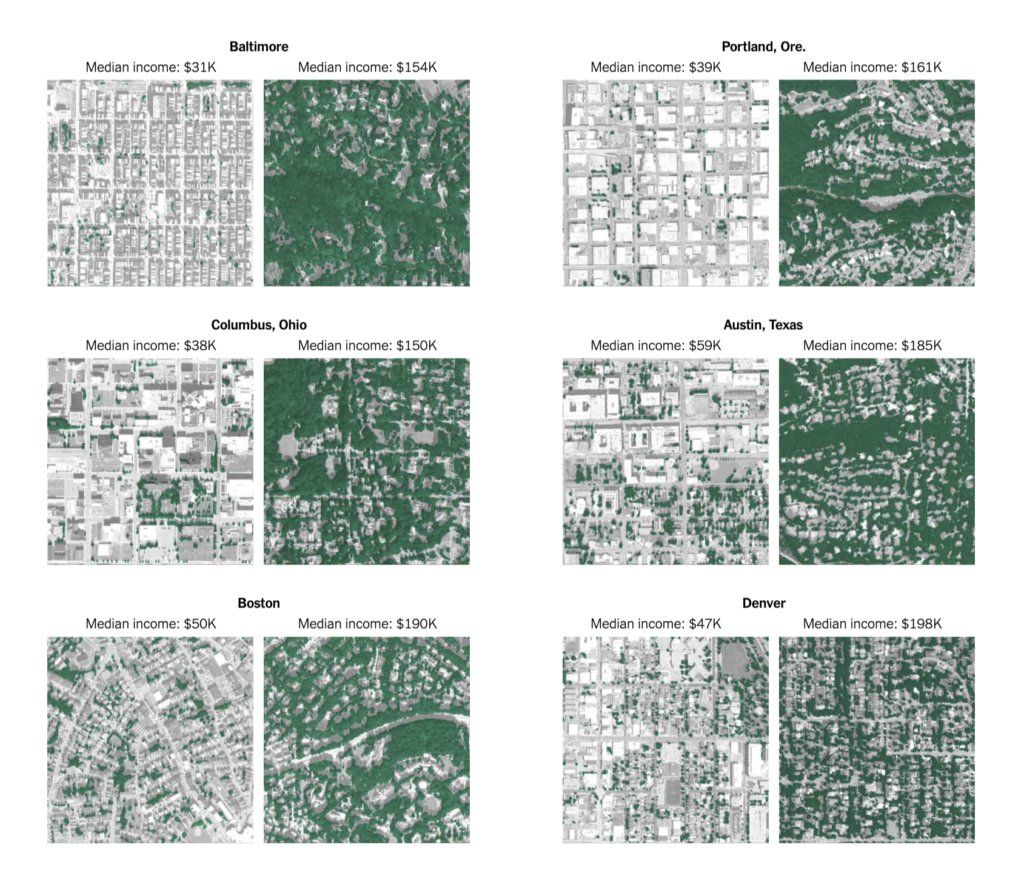 Baltimore
Median income: $31K
Median income: $154K
Portland, Ore.
Median income: $39K
Median income: $161K
Columbus, Ohio
Median income: $38K
Median income: $150K
Austin, Texas
Median income: $59K
Median income: $185K
Boston
Median income: $50K
Median income: $190K
Denver
Median income: $47K
Median income: $198K